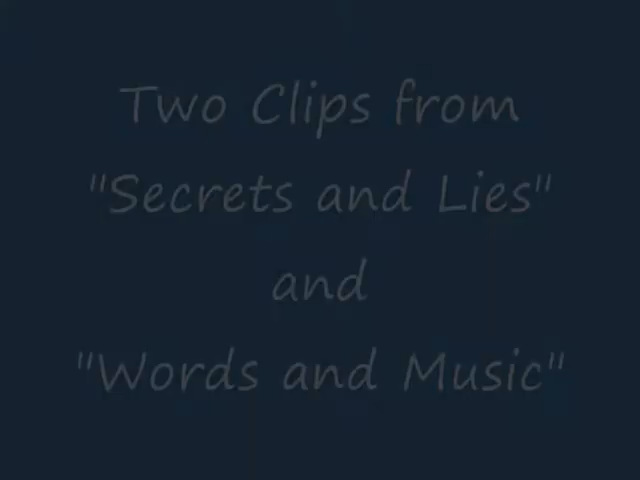 Two Clips from
"Secrets and Lies"
and
"Words and Music"